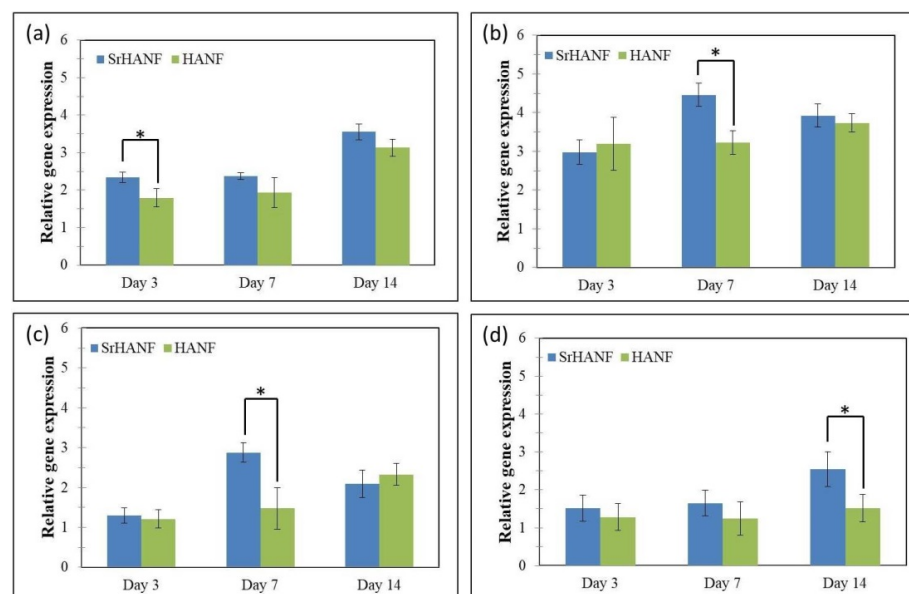 (a)
6
SrHANF HANF
5
4
*
3
2
1
0
Relative gene expression
Day 3 Day 7 Day 14
(b)
6
SrHANF HANF
*
5
4
3
2
1
0
Relative gene expression
Day 3 Day 7 Day 14
(c)
6
SrHANF HANF
5
4
*
3
2
1
0
Relative gene expression
Day 3 Day 7 Day 14
(d)
6
SrHANF HANF
5
4
*
3
2
1
0
Relative gene expression
Day 3 Day 7 Day 14